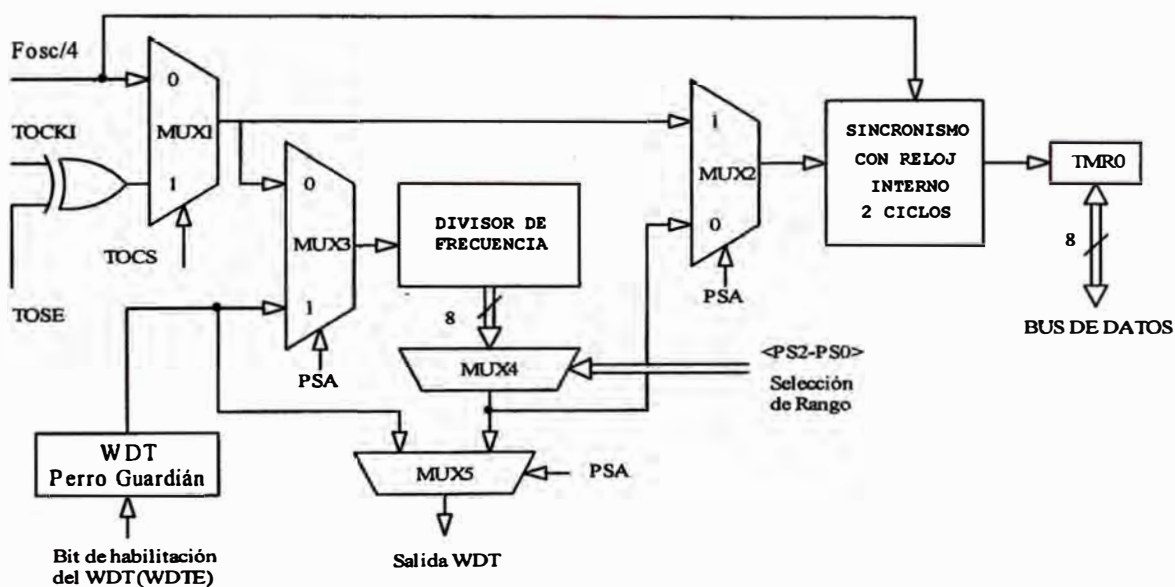 Fosc/4
0
TOCKI
MUX1
1
TOCS
TOSE
0
MUX3
1
PSA
DIVISOR DE
FRECUENCIA
8
MUX4
<PS2-PS0>
Selección
de Rango
1
MUX2
0
PSA
SINCRONISMO
CON RELOJ
INTERNO
2 CICLOS
TMR0
8
BUS DE DATOS
WDT
Perro Guardián
MUX5
PSA
Bit de habilitación
del WDT(WDTE)
Salida WDT